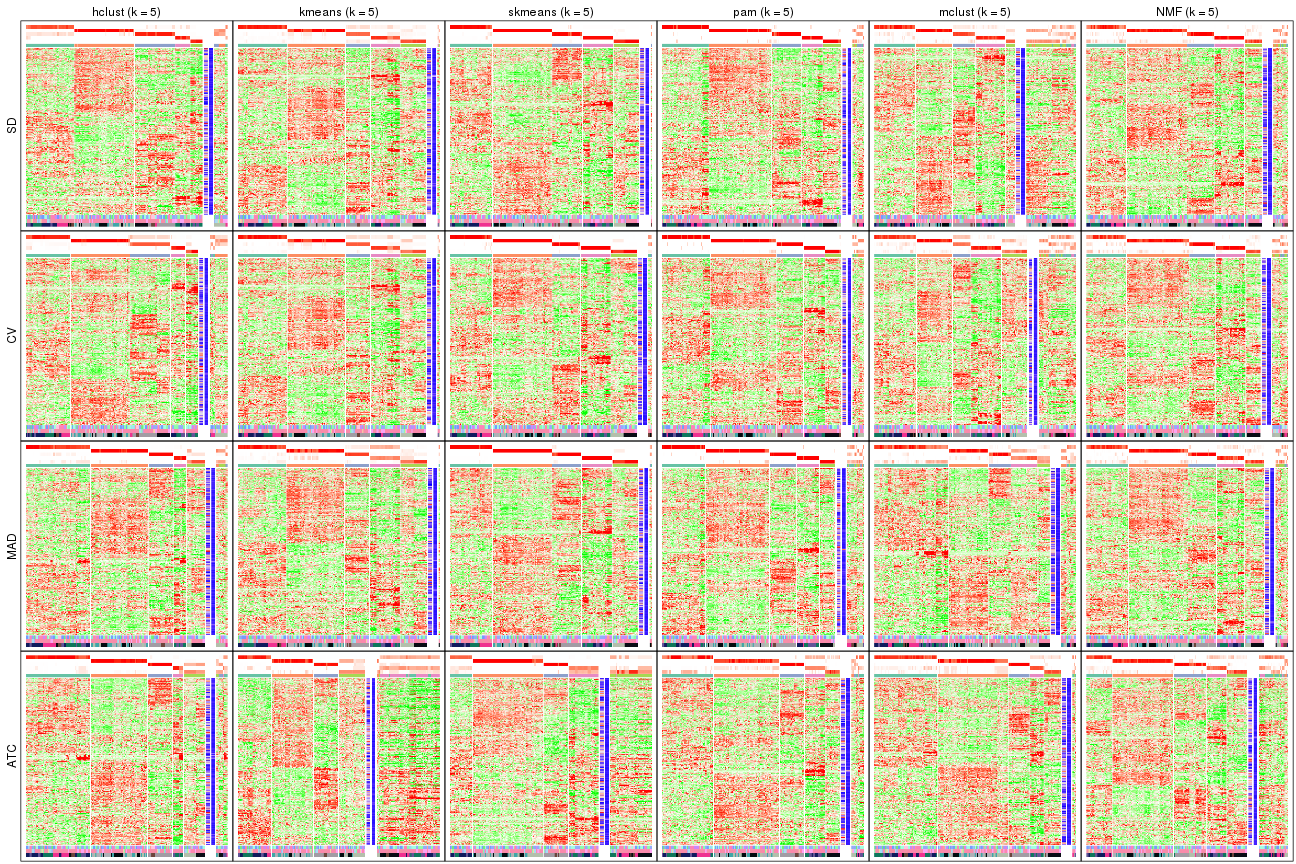 hclust (k = 5) kmeans (k = 5) skmeans (k = 5) pam (k = 5) mclust (k = 5) NMF (k = 5)
SD
CV
MAD
ATC